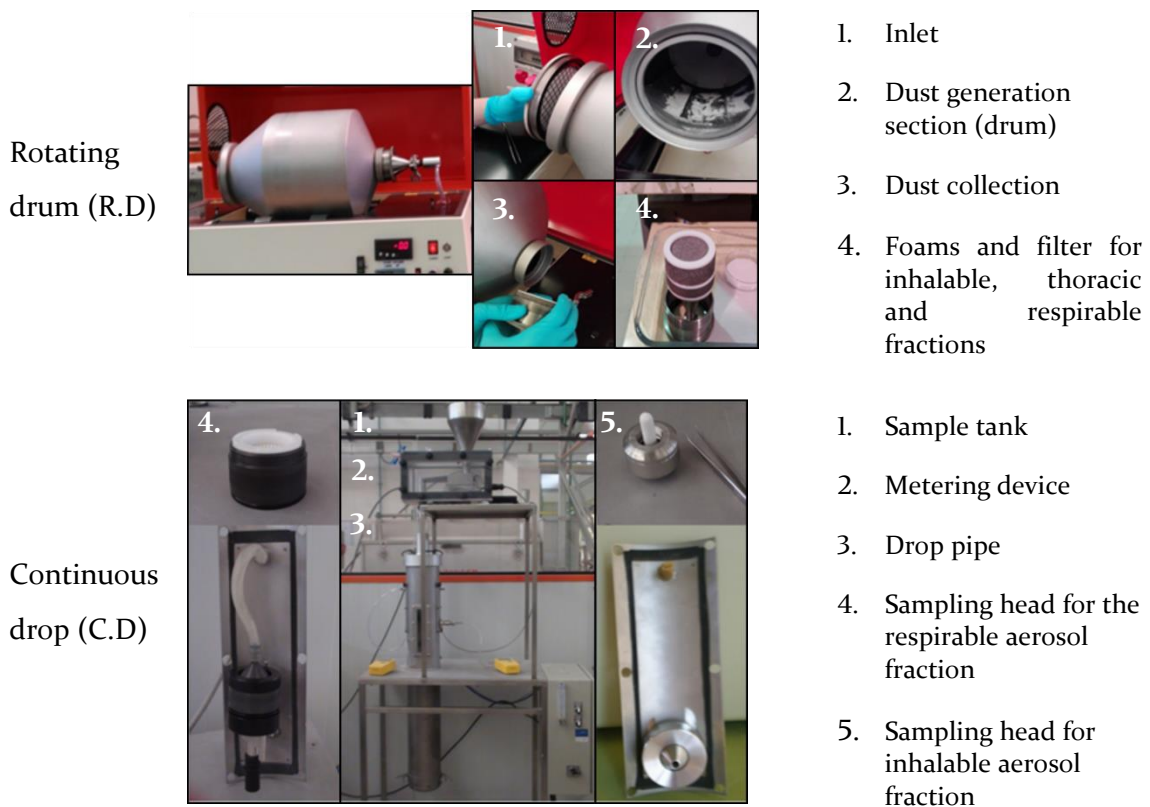 Rotating
drum (R.D)
1.
2.
3.
4.
1. Inlet
2. Dust generation
section (drum)
3. Dust collection
4. Foams and filter for
inhalable, thoracic
and respirable
fractions
Continuous
drop (C.D)
4.
1.
2.
3.
5.
1. Sample tank
2. Metering device
3. Drop pipe
4. Sampling head for the
respirable aerosol
fraction
5. Sampling head for
inhalable aerosol
fraction